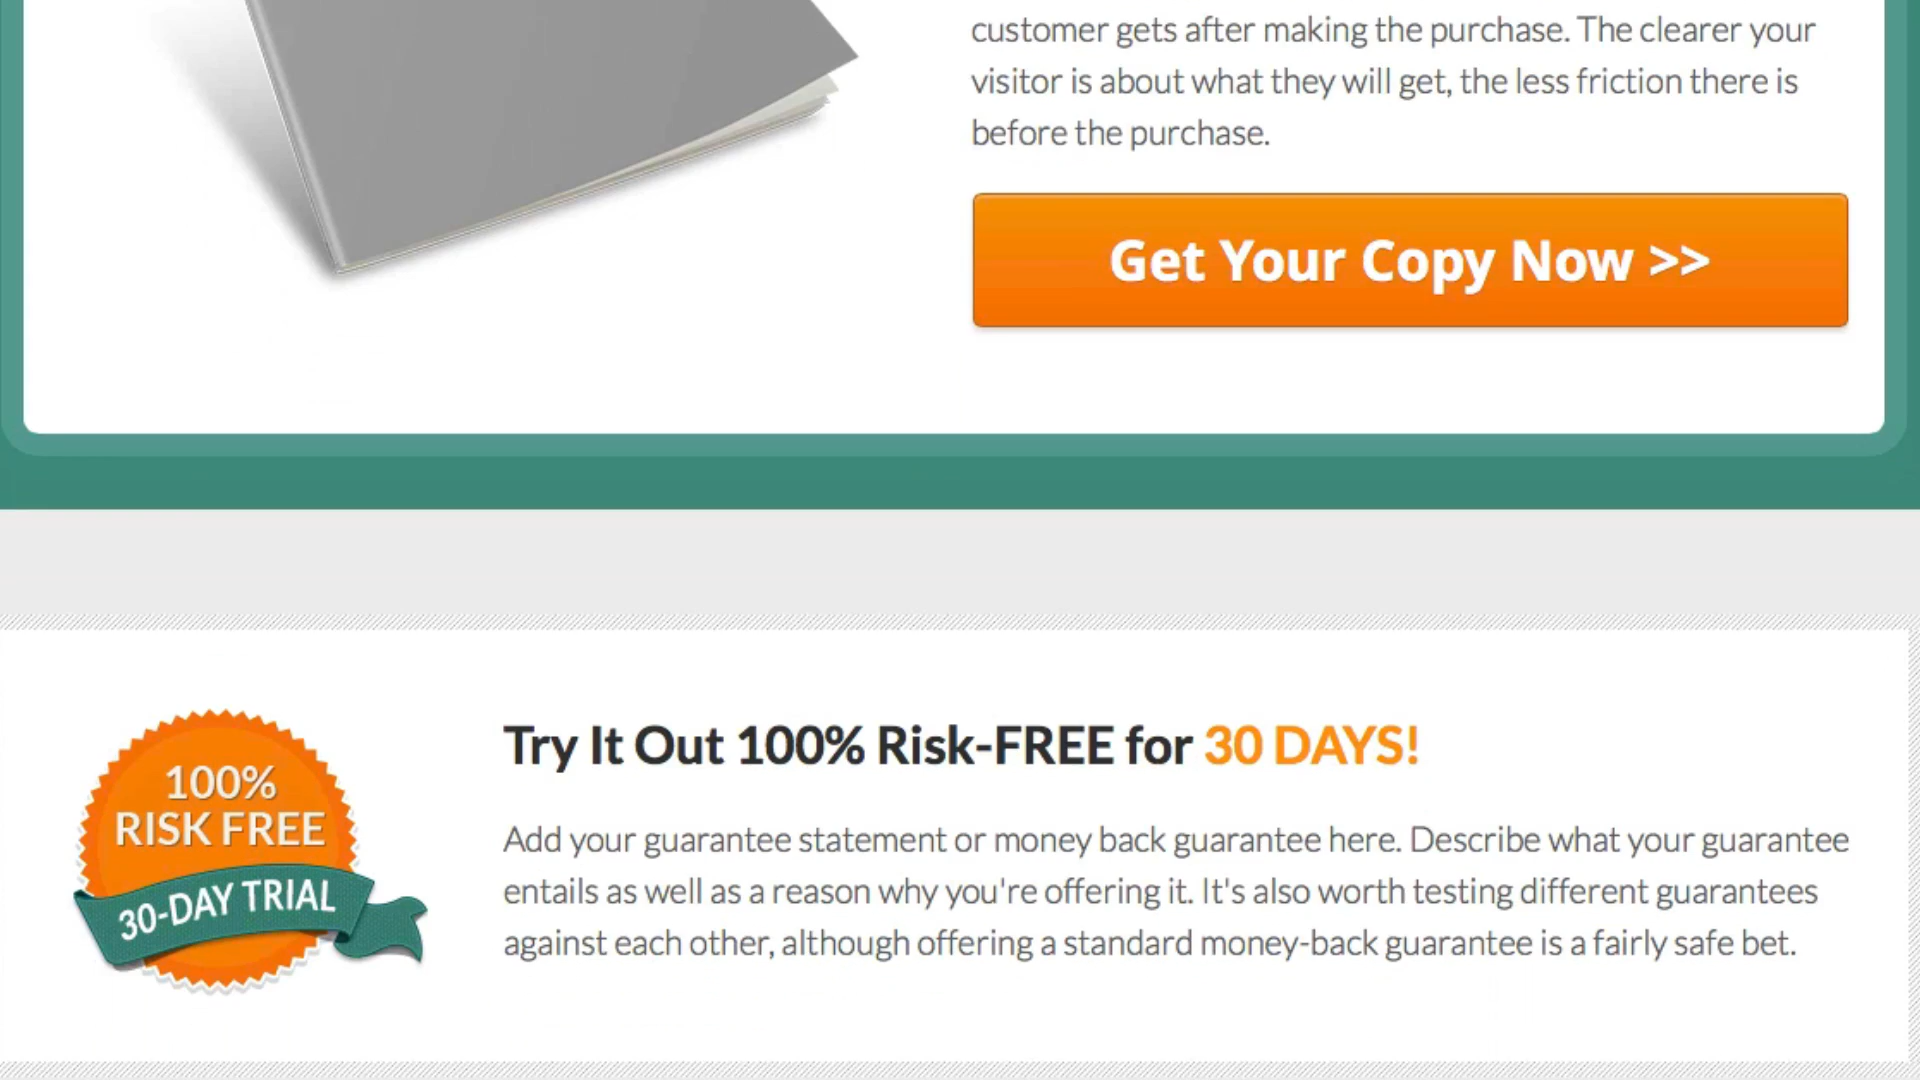 customer gets after making the purchase. The clearer your
visitor is about what they will get, the less friction there is
before the purchase.
Get Your Copy Now >>
100%
RISK FREE
30-DAY TRIAL
Try It Out 100% Risk-FREE for 30 DAYS!
Add your guarantee statement or money back guarantee here. Describe what your guarantee
entails as well as a reason why you're offering it. It's also worth testing different guarantees
against each other, although offering a standard money-back guarantee is a fairly safe bet.